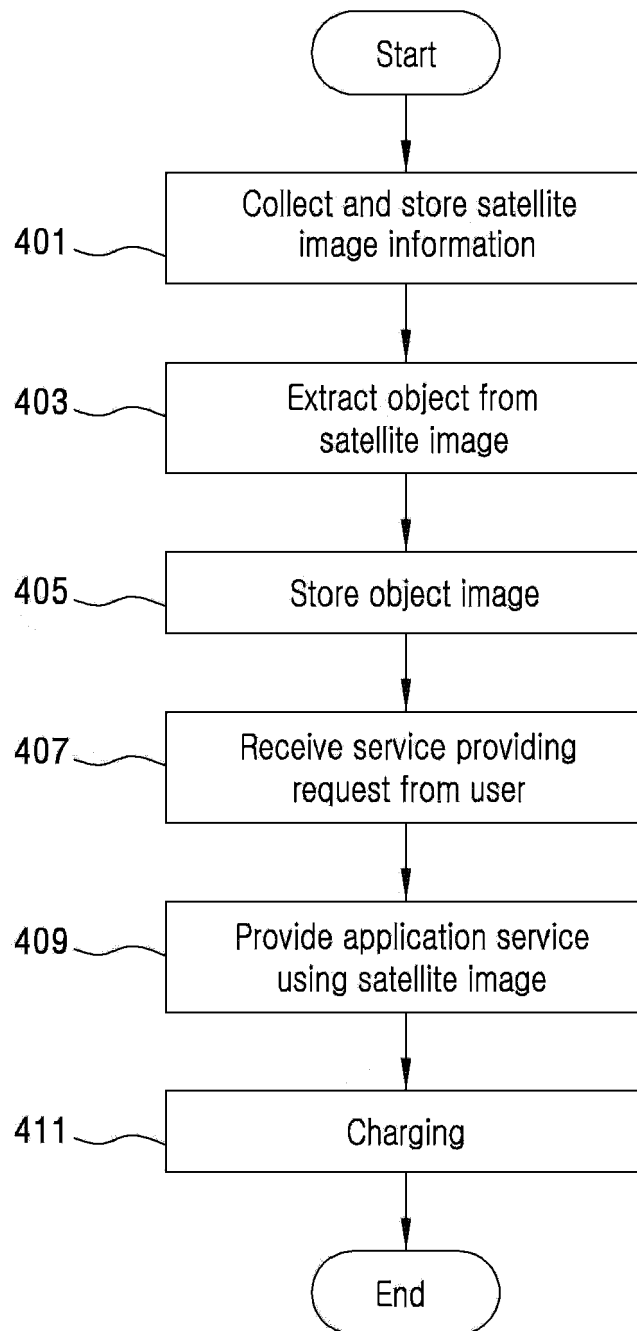 Start
401
Collect and store satellite
image information
403
Extract object from
satellite image
405
Store object image
407
Receive service providing
request from user
409
Provide application service
using satellite image
411
Charging
End